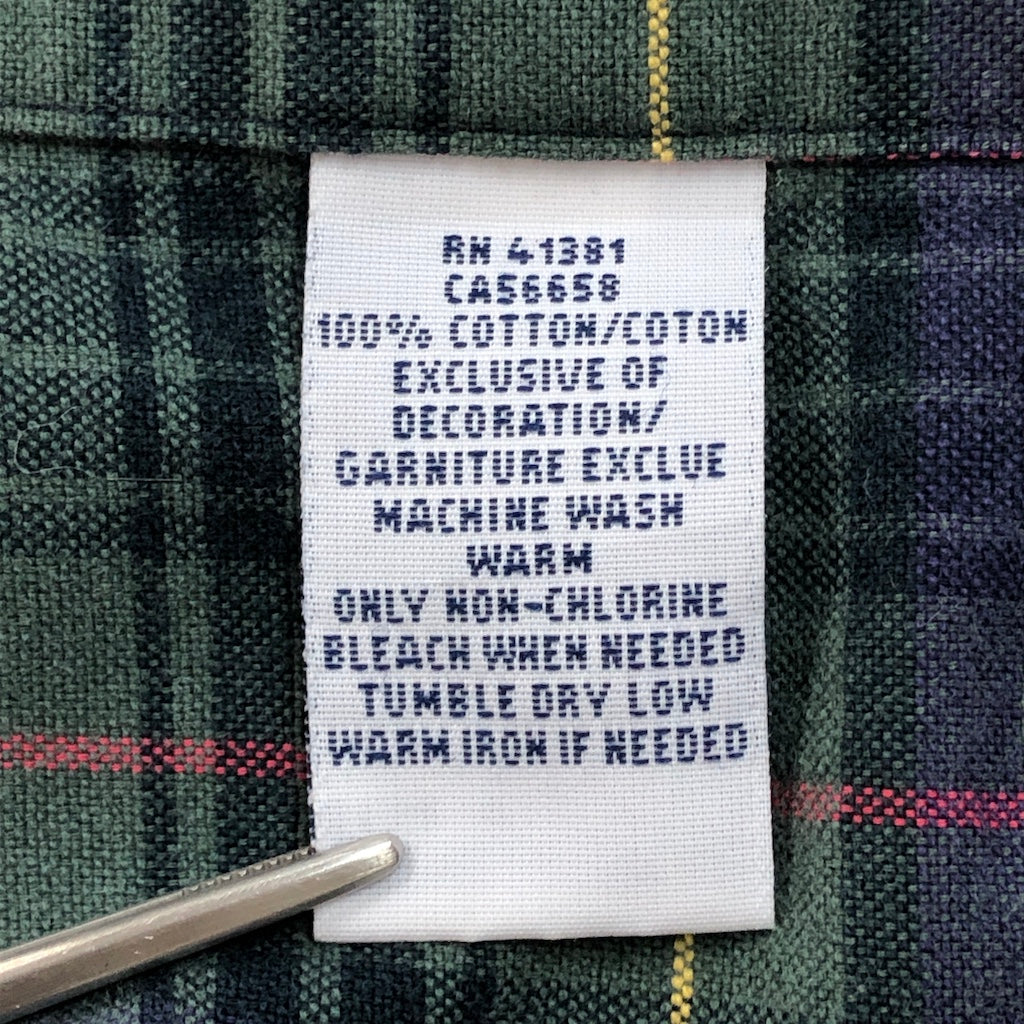 RN 41381
CA56658
100% COTTON/COTON
EXCLUSIVE OF
DECORATION/
GARNITURE EXCLUE
MACHINE WASH
WARM
ONLY NON-CHLORINE
BLEACH WHEN NEEDED
TUMBLE DRY LOW
WARM IRON IF NEEDED